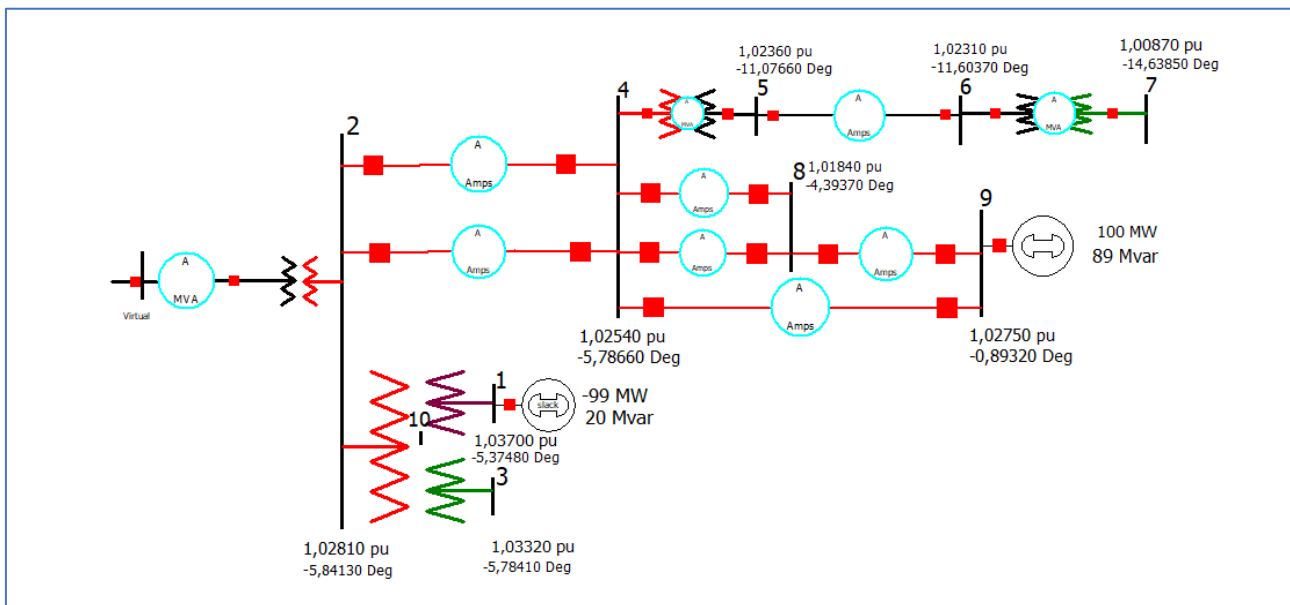 1,02360 pu
-11,07660 Deg
1,02310 pu
-11,60370 Deg
1,00870 pu
-14,63850 Deg
4
5
6
7
A
MVA
A
Amps
A
MVA
2
A
Amps
8
1,01840 pu
-4,39370 Deg
A
Amps
9
A
Amps
A
Amps
A
Amps
100 MW
89 Mvar
A
MVA
Virtual
A
Amps
1,02540 pu
-5,78660 Deg
1,02750 pu
-0,89320 Deg
1
slack
-99 MW
20 Mvar
10
1,03700 pu
-5,37480 Deg
3
1,02810 pu
-5,84130 Deg
1,03320 pu
-5,78410 Deg